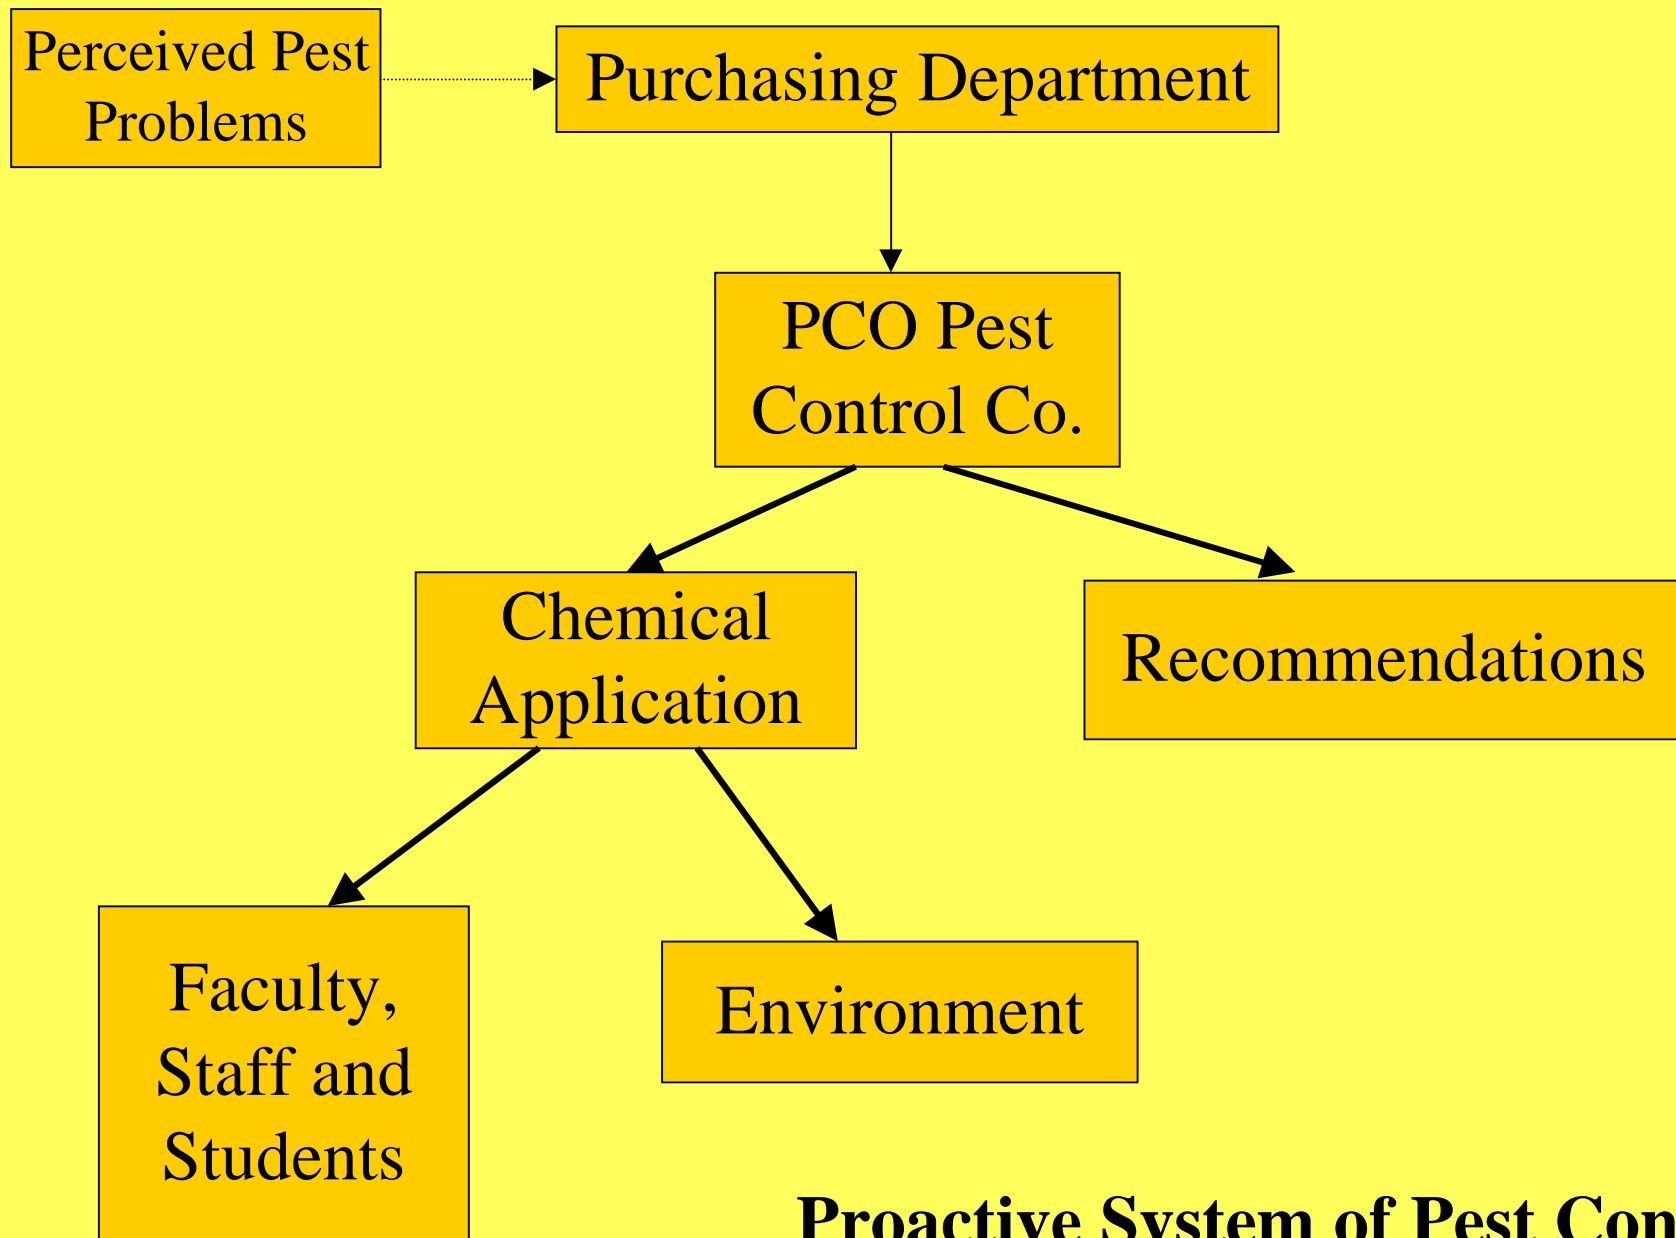 Perceived Pest
Problems
Purchasing Department
PCO Pest
Control Co.
Chemical
Application
Recommendations
Faculty,
Staff and
Students
Environment
Proactive System of Pest Con